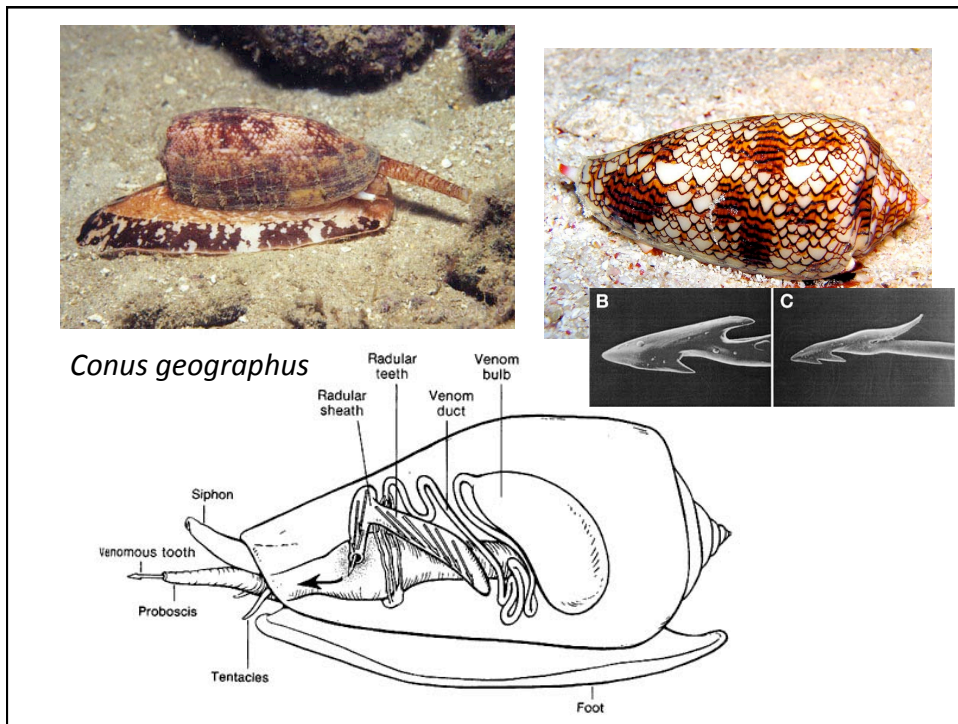 B
C
Conus geographus
Radular
teeth
Venom
bulb
Radular
sheath
Venom
duct
Siphon
Venomous tooth
Proboscis
Tentacles
Foot